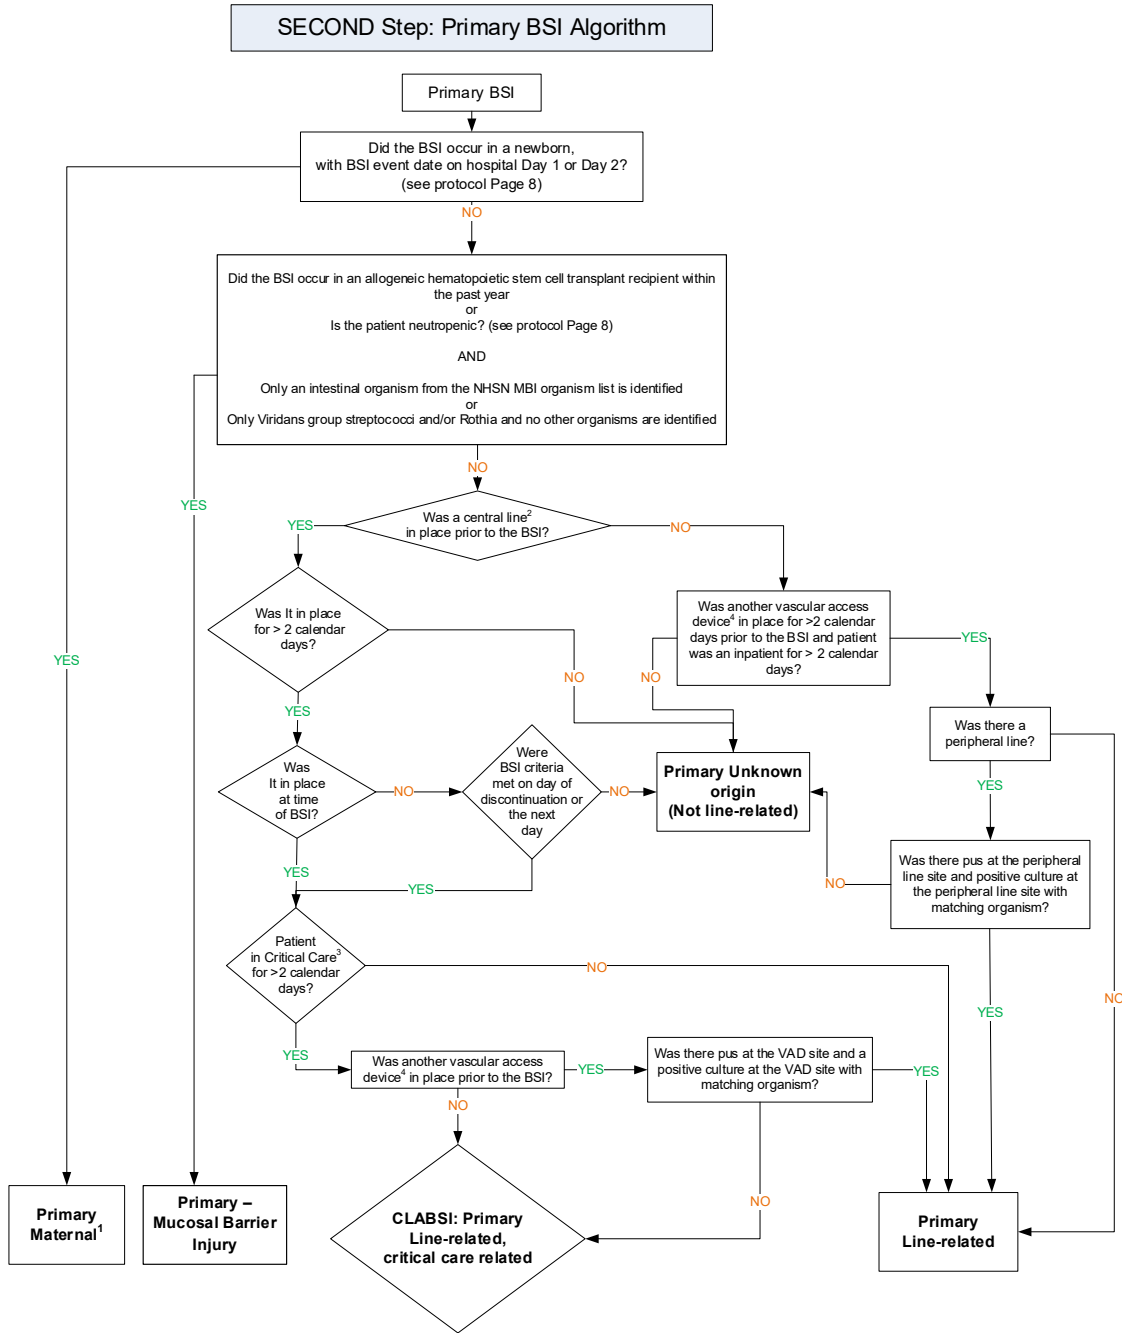 SECOND Step: Primary BSI Algorithm
Primary BSI
Did the BSI occur in a newborn,
with BSI event date on hospital Day 1 or Day 2?
(see protocol Page 8)
NO
Did the BSI occur in an allogeneic hematopoietic stem cell transplant recipient within
the past year
or
Is the patient neutropenic? (see protocol Page 8)
AND
Only an intestinal organism from the NHSN MBI organism list is identified
or
Only Viridans group streptococci and/or Rothia and no other organisms are identified
NO
YES
YES
Was a central line²
in place prior to the BSI?
YES
NO
Was It in place
for > 2 calendar
days?
NO
YES
Was another vascular access
device⁴ in place for >2 calendar
days prior to the BSI and patient
was an inpatient for > 2 calendar
days?
NO
YES
Was there a
peripheral line?
YES
NO
Was
It in place
at time
of BSI?
NO
YES
Were
BSI criteria
met on day of
discontinuation or
the next
day
NO
YES
Primary Unknown
origin
(Not line-related)
Was there pus at the peripheral
line site and positive culture at
the peripheral line site with
matching organism?
NO
YES
Patient
in Critical Care³
for >2 calendar
days?
NO
YES
Was another vascular access
device⁴ in place prior to the BSI?
YES
NO
Was there pus at the VAD site and a
positive culture at the VAD site with
matching organism?
YES
NO
Primary
Maternal¹
Primary –
Mucosal Barrier
Injury
CLABSI: Primary
Line-related,
critical care related
Primary
Line-related